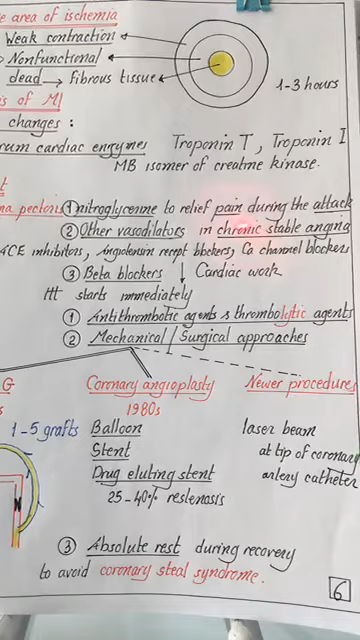 e area of ischemia
Weak contraction
Nonfunctional
dead → Fibrous tissue
1-3 hours
is of MI
changes:
rum cardiac enzymes Troponin T, Troponin I
MB isomer of creatine kinase.
t
na pectoris ① nitroglycerine to relief pain during the attack
② Other vasodilators in chronic stable angina
ACE inhibitors, Angiotensin recept blockers, Ca channel blockers
③ Beta blockers ↓ Cardiac work
Ht starts immediately
① Antithrombotic agents & thrombolytic agents
② Mechanical / Surgical approaches
G Coronary angioplasty Newer procedures
s 1980s
1-5 grafts Balloon laser beam
Stent at tip of coronary
Drug eluting stent artery catheter
25-40% restenosis
N
③ Absolute rest during recovery
to avoid coronary steal syndrome.
6